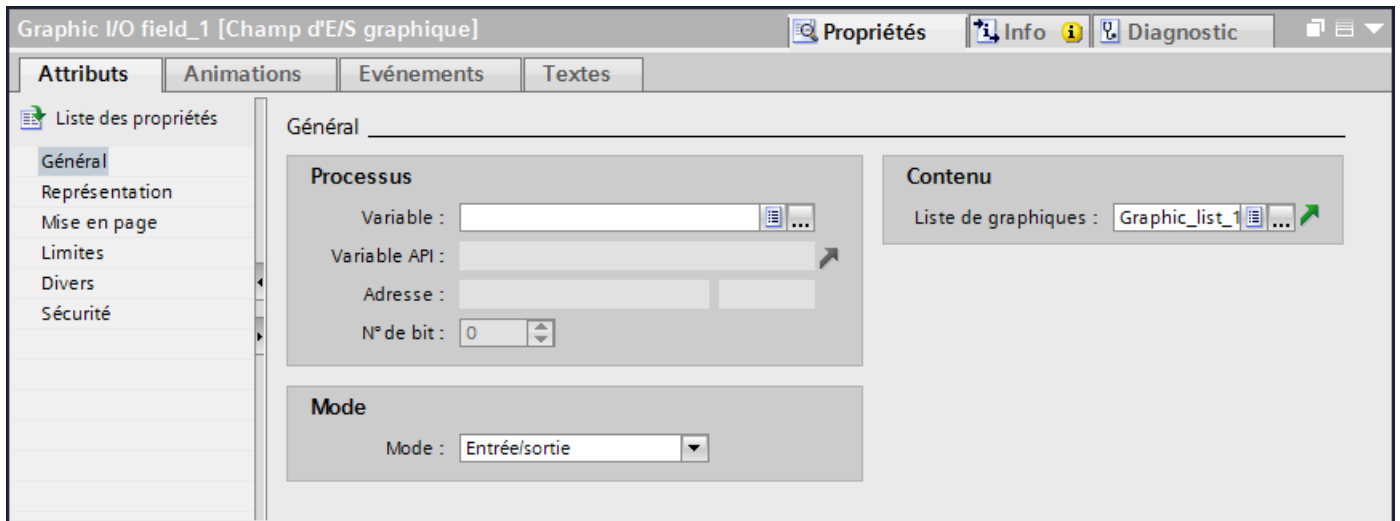 Graphic I/O field_1 [Champ d'E/S graphique]
Propriétés
Info
Diagnostic
Attributs
Animations
Evénements
Textes
Liste des propriétés
Général
Représentation
Mise en page
Limites
Divers
Sécurité
Général
Processus
Variable :
...
Variable API :
Adresse :
N° de bit : 0
Mode
Mode : Entrée/sortie
Contenu
Liste de graphiques : Graphic_list_1 ...